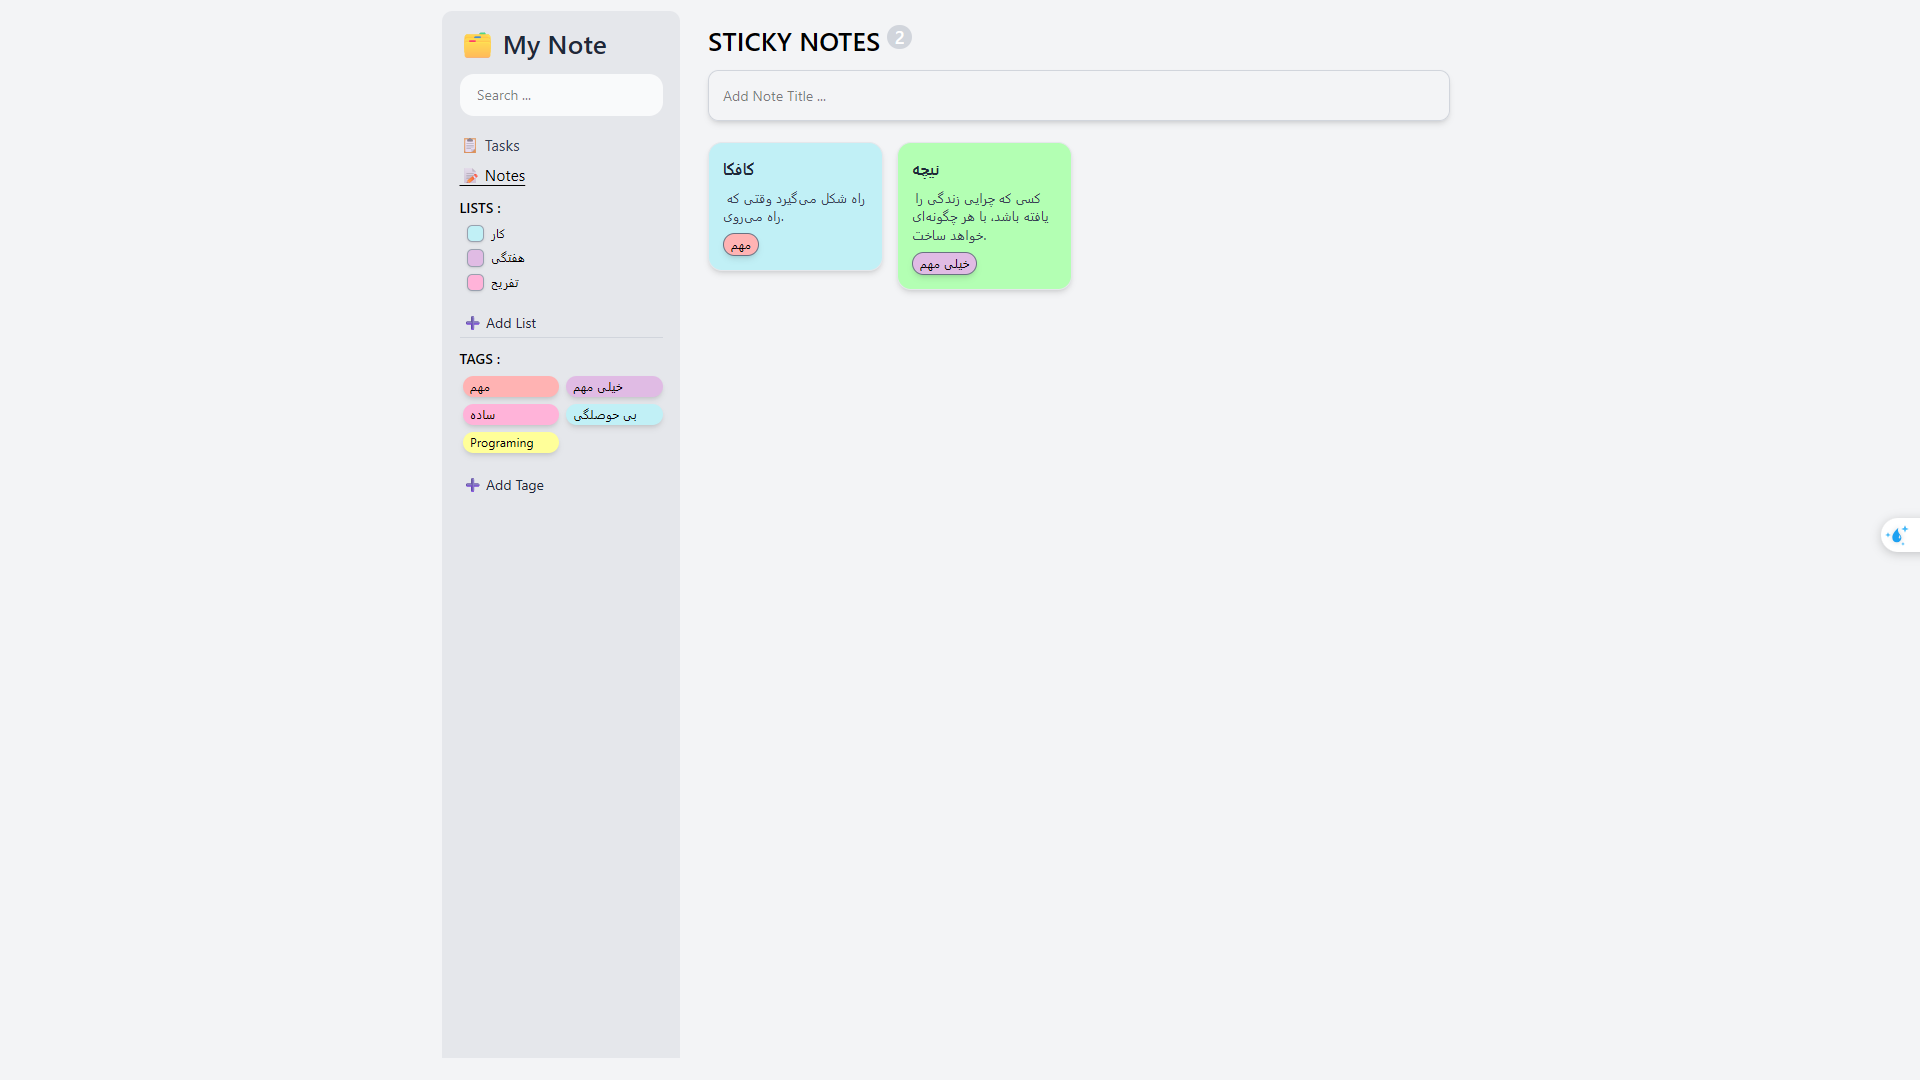 My Note
Search ...
Tasks
Notes
LISTS :
کار
هفتگی
تفریح
Add List
TAGS :
مهم
خیلی مهم
ساده
بی حوصلگی
Programing
Add Tage
STICKY NOTES 2
Add Note Title ...
کافکا
راه شکل می‌گیرد وقتی که
راه می‌روی.
مهم
نیچه
کسی که چرایی زندگی را
یافته باشد، با هر چگونه‌ای
خواهد ساخت.
خیلی مهم